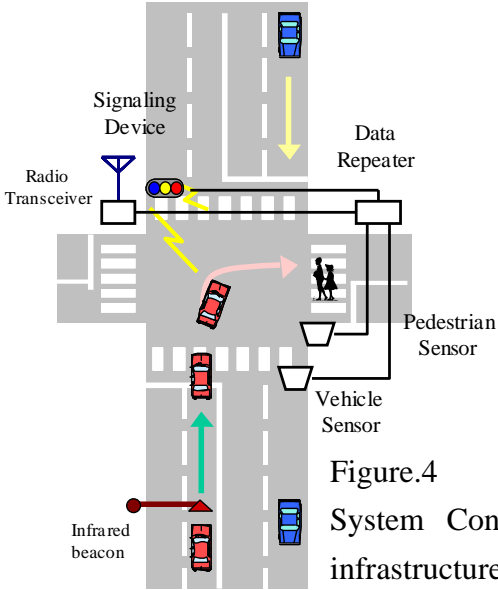 Signaling
Device
Data
Repeater
Radio
Transceiver
Pedestrian
Sensor
Vehicle
Sensor
Infrared
beacon
Figure.4
System Con
infrastructure